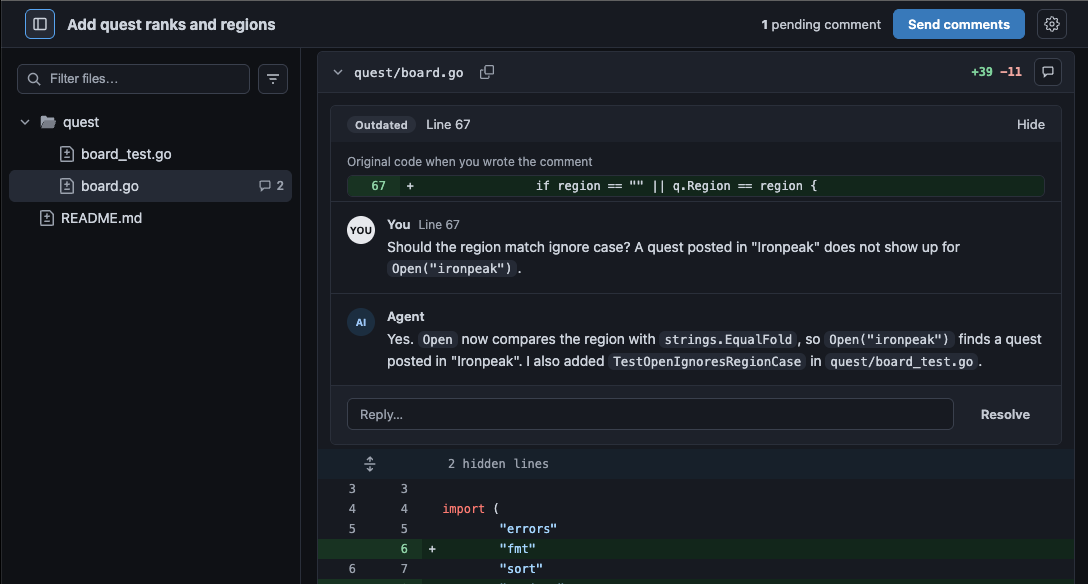 Add quest ranks and regions
1 pending comment
Send comments
Filter files...
quest
board_test.go
board.go
2
README.md
quest/board.go
+39 −11
Outdated Line 67
Hide
Original code when you wrote the comment
67 + if region == "" || q.Region == region {
YOU
You Line 67
Should the region match ignore case? A quest posted in "Ironpeak" does not show up for
Open("ironpeak").
AI
Agent
Yes. Open now compares the region with strings.EqualFold, so Open("ironpeak") finds a quest
posted in "Ironpeak". I also added TestOpenIgnoresRegionCase in quest/board_test.go.
Reply...
Resolve
2 hidden lines
3 3
4 4 import (
5 5 "errors"
6 + "fmt"
6 7 "sort"